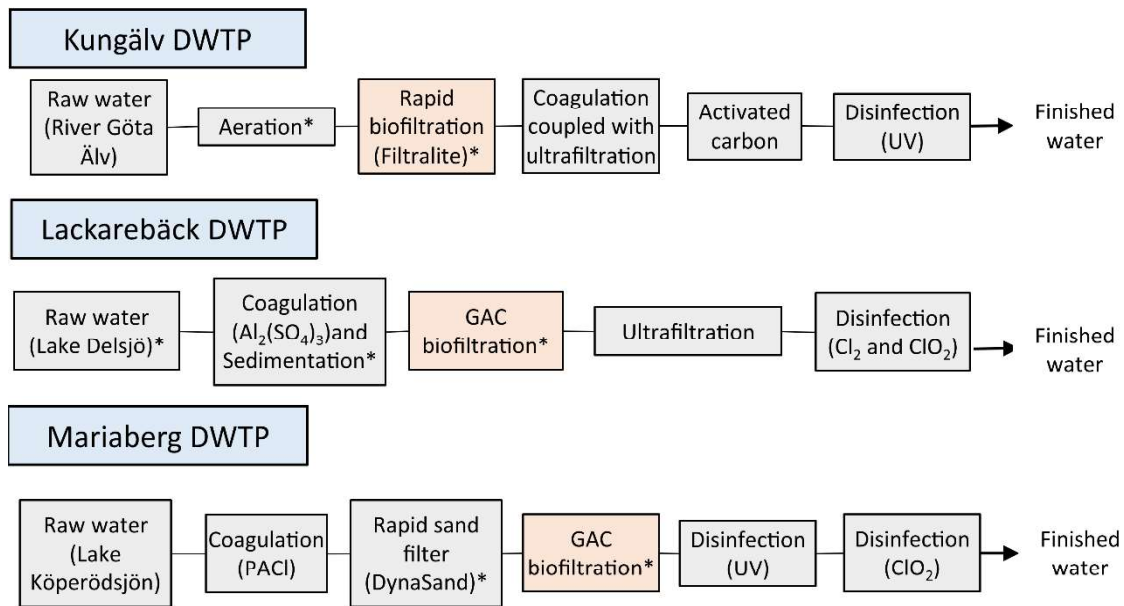 Kungälv DWTP
Raw water
(River Göta
Älv)
Aeration*
Rapid
biofiltration
(Filtralite)*
Coagulation
coupled with
ultrafiltration
Activated
carbon
Disinfection
(UV)
Finished
water
Lackarebäck DWTP
Raw water
(Lake Delsjö)*
Coagulation
(Al₂(SO₄)₃)and
Sedimentation*
GAC
biofiltration*
Ultrafiltration
Disinfection
(Cl₂ and ClO₂)
Finished
water
Mariaberg DWTP
Raw water
(Lake
Köperödsjön)
Coagulation
(PACl)
Rapid sand
filter
(DynaSand)*
GAC
biofiltration*
Disinfection
(UV)
Disinfection
(ClO₂)
Finished
water